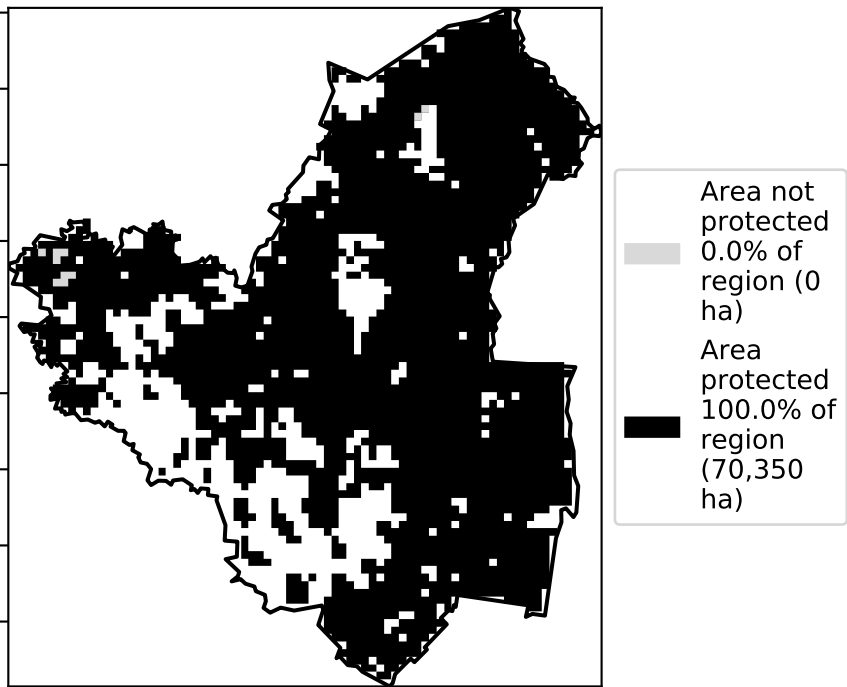 Area not
protected
0.0% of
region (0
ha)
Area
protected
100.0% of
region
(70,350
ha)